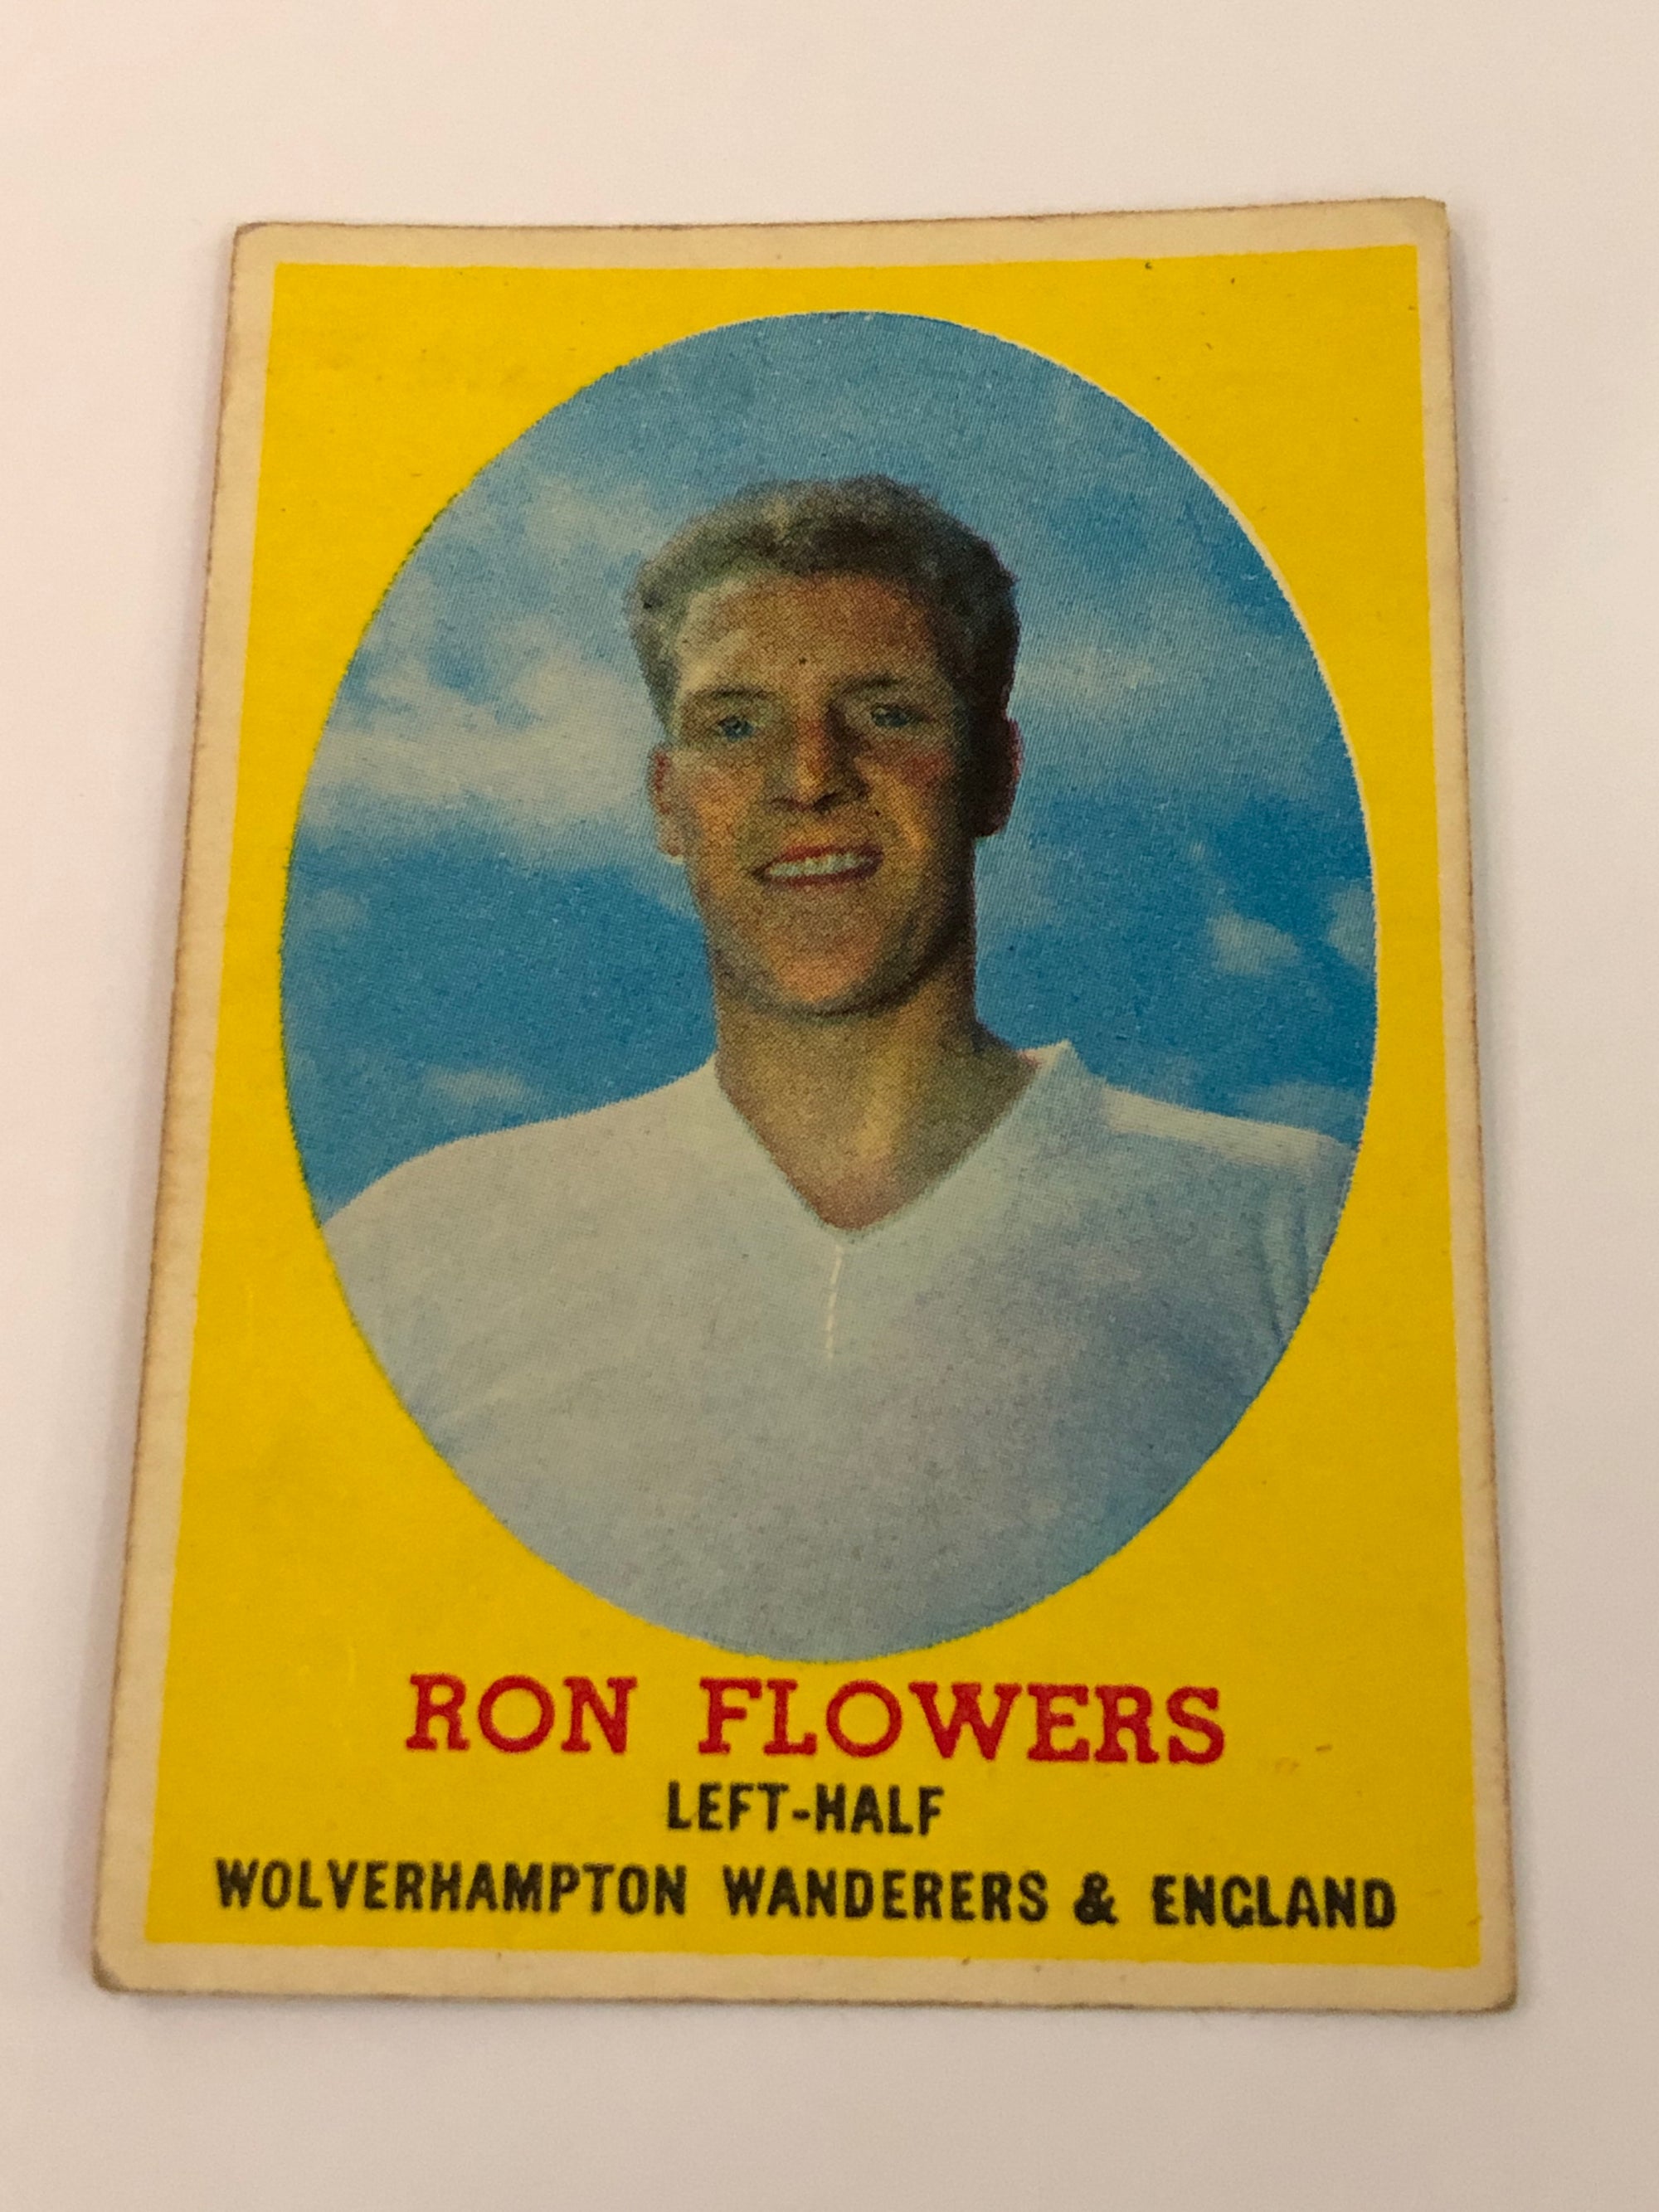 RON FLOWERS
LEFT-HALF
WOLVERHAMPTON WANDERERS & ENGLAND